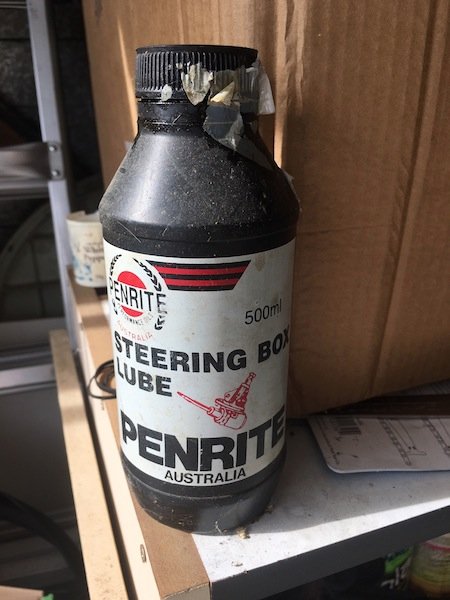 PENRITE
AUSTRALIA
500ml
STEERING BOX
LUBE
PENRITE
AUSTRALIA